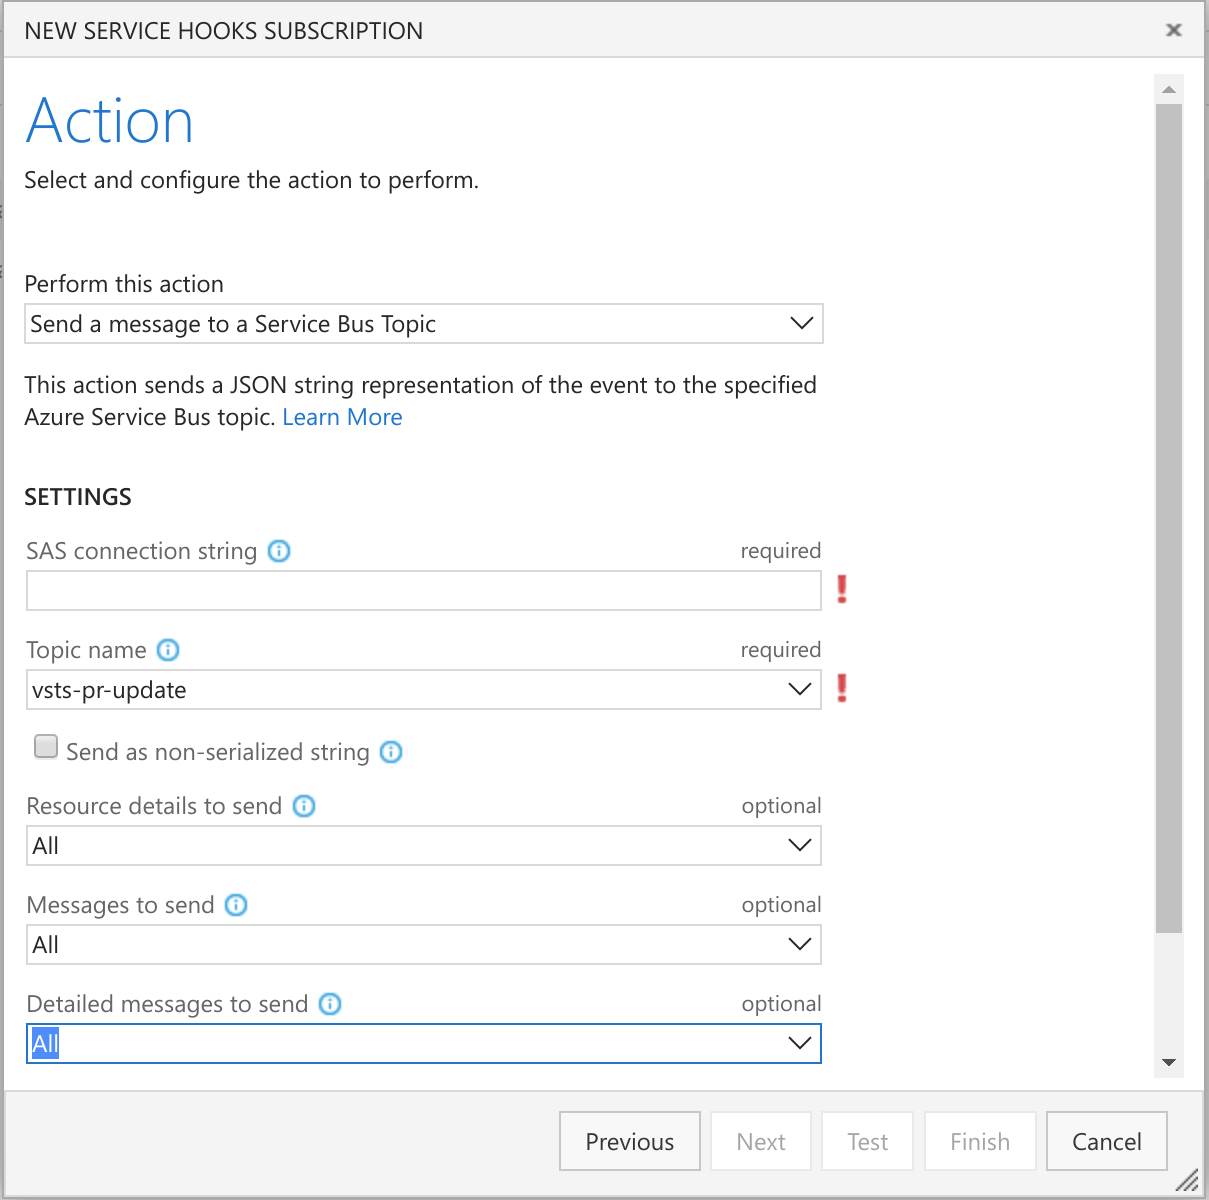 NEW SERVICE HOOKS SUBSCRIPTION
Action
Select and configure the action to perform.
Perform this action
Send a message to a Service Bus Topic
This action sends a JSON string representation of the event to the specified
Azure Service Bus topic. Learn More
SETTINGS
SAS connection string required
Topic name required
vsts-pr-update
Send as non-serialized string
Resource details to send optional
All
Messages to send optional
All
Detailed messages to send optional
All
Previous Next Test Finish Cancel